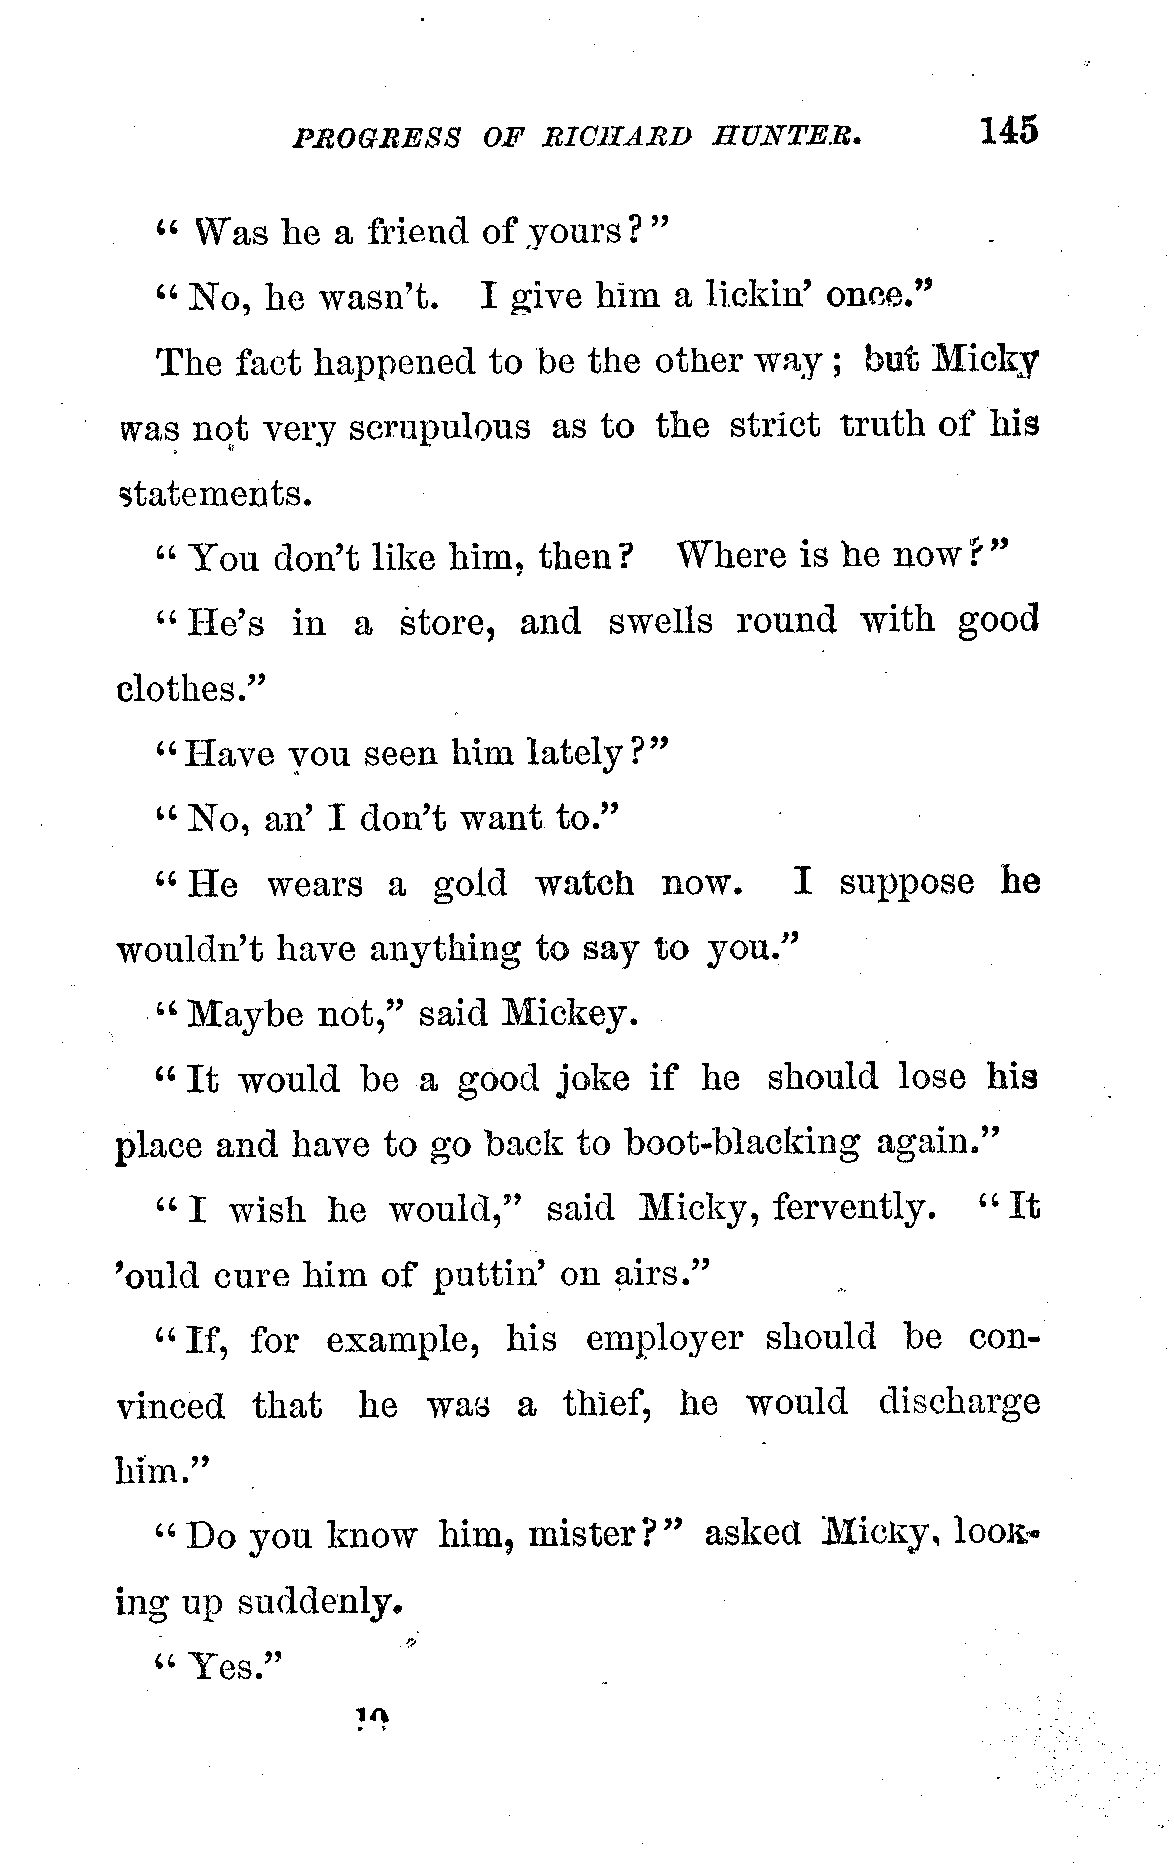 PROGRESS OF RICHARD HUNTER. 145
“ Was he a friend of yours? ”
“ No, he wasn’t. I give him a lickin’ once.”
The fact happened to be the other way ; but Micky
was not very scrupulous as to the strict truth of his
statements.
“ You don’t like him, then? Where is he now?”
“ He’s in a store, and swells round with good
clothes.”
“ Have you seen him lately?”
“ No, an’ I don’t want to.”
“ He wears a gold watch now. I suppose he
wouldn’t have anything to say to you.”
“ Maybe not,” said Mickey.
“ It would be a good joke if he should lose his
place and have to go back to boot-blacking again.”
“ I wish he would,” said Micky, fervently. “ It
’ould cure him of puttin’ on airs.”
“ If, for example, his employer should be con-
vinced that he was a thief, he would discharge
him.”
“ Do you know him, mister?” asked Micky, look-
ing up suddenly.
“ Yes.”
10